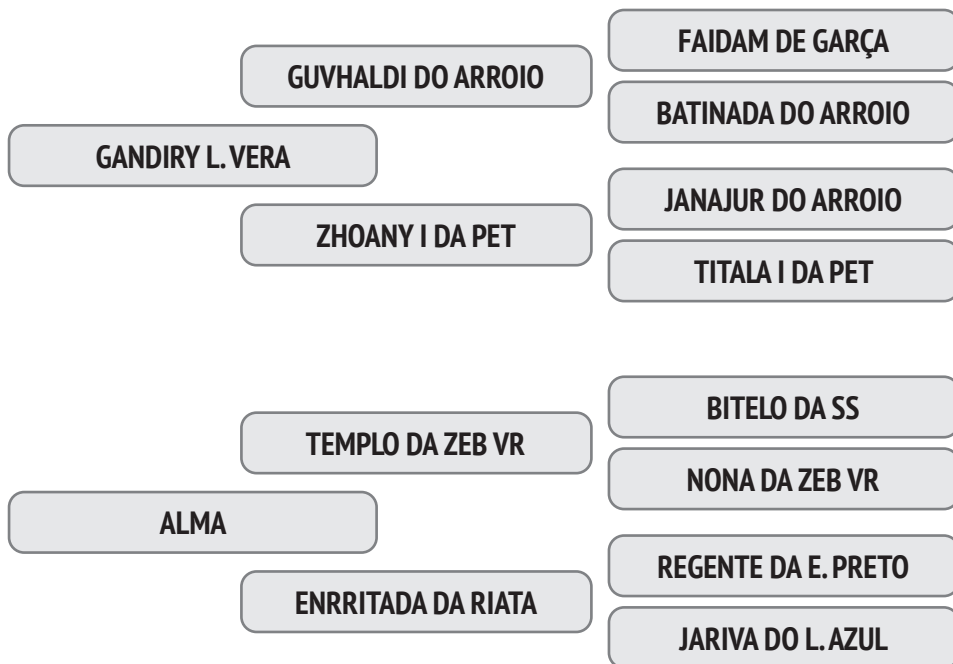 FAIDAM DE GARÇA
GUVHALDI DO ARROIO
BATINADA DO ARROIO
GANDIRY L. VERA
JANAJUR DO ARROIO
ZHOANY I DA PET
TITALA I DA PET
BITELO DA SS
TEMPLO DA ZEB VR
NONA DA ZEB VR
ALMA
REGENTE DA E. PRETO
ENRRITADA DA RIATA
JARIVA DO L. AZUL